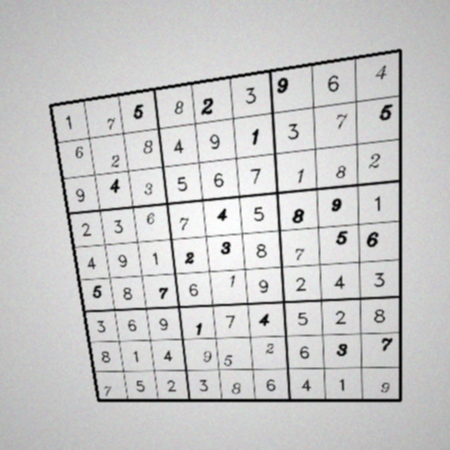 1 7 5 8 2 3 9 6 4
6 2 8 4 9 1 3 7 5
9 4 3 5 6 7 1 8 2
2 3 6 7 4 5 8 9 1
4 9 1 2 3 8 7 5 6
5 8 7 6 1 9 2 4 3
3 6 9 1 7 4 5 2 8
8 1 4 9 5 2 6 3 7
7 5 2 3 8 6 4 1 9